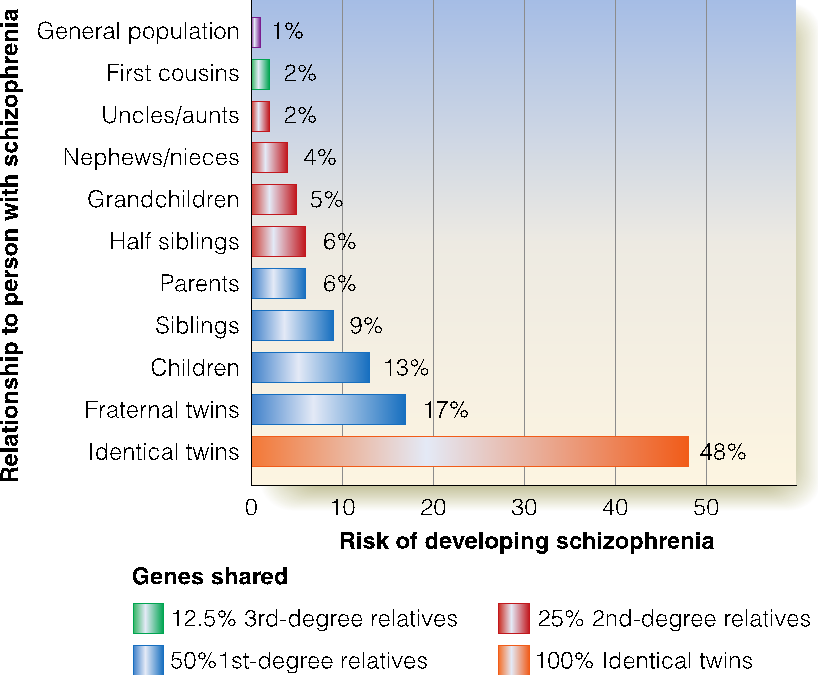 Relationship to person with schizophrenia
General population 1%
First cousins 2%
Uncles/aunts 2%
Nephews/nieces 4%
Grandchildren 5%
Half siblings 6%
Parents 6%
Siblings 9%
Children 13%
Fraternal twins 17%
Identical twins 48%
0 10 20 30 40 50
Risk of developing schizophrenia
Genes shared
12.5% 3rd-degree relatives 25% 2nd-degree relatives
50%1st-degree relatives 100% Identical twins